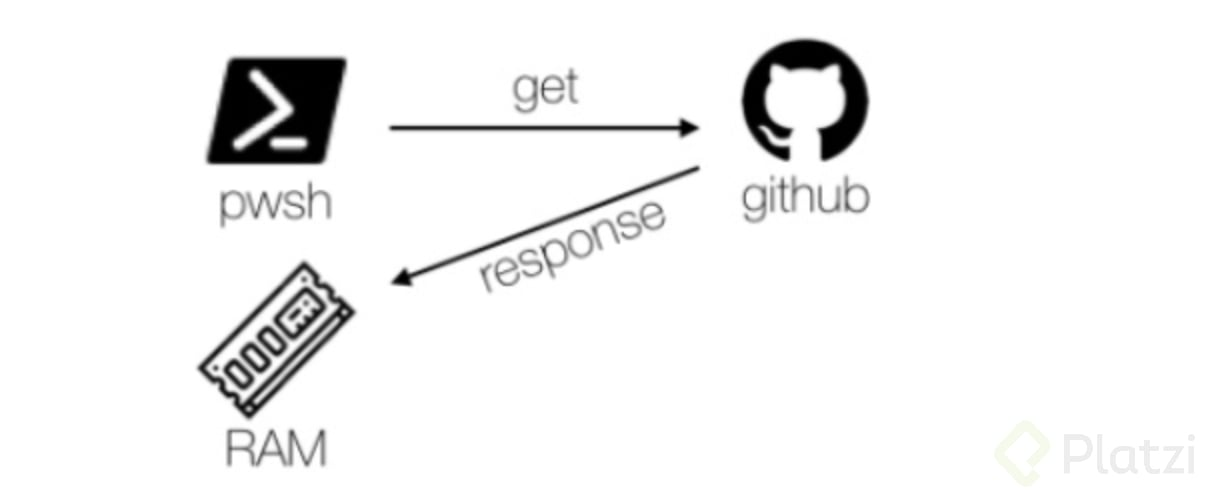 get
pwsh
github
response
RAM
Platzi